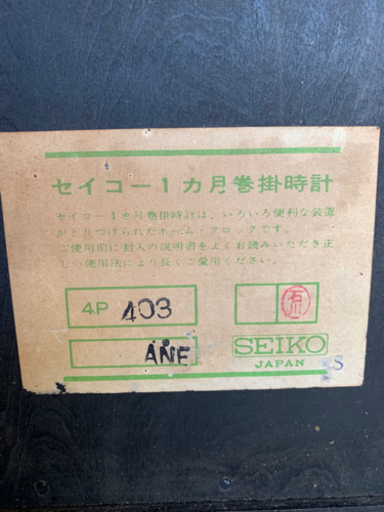 セイコー1カ月巻掛時計
セイコー1カ月巻掛時計は、いろいろ便利な装置
がとりつけられたホーム・クロックです。
ご使用前に封入の説明書をよくお読みいただき正
しい使用法により長くご愛用ください。
4P 403
石川
ANE
SEIKO
JAPAN
S